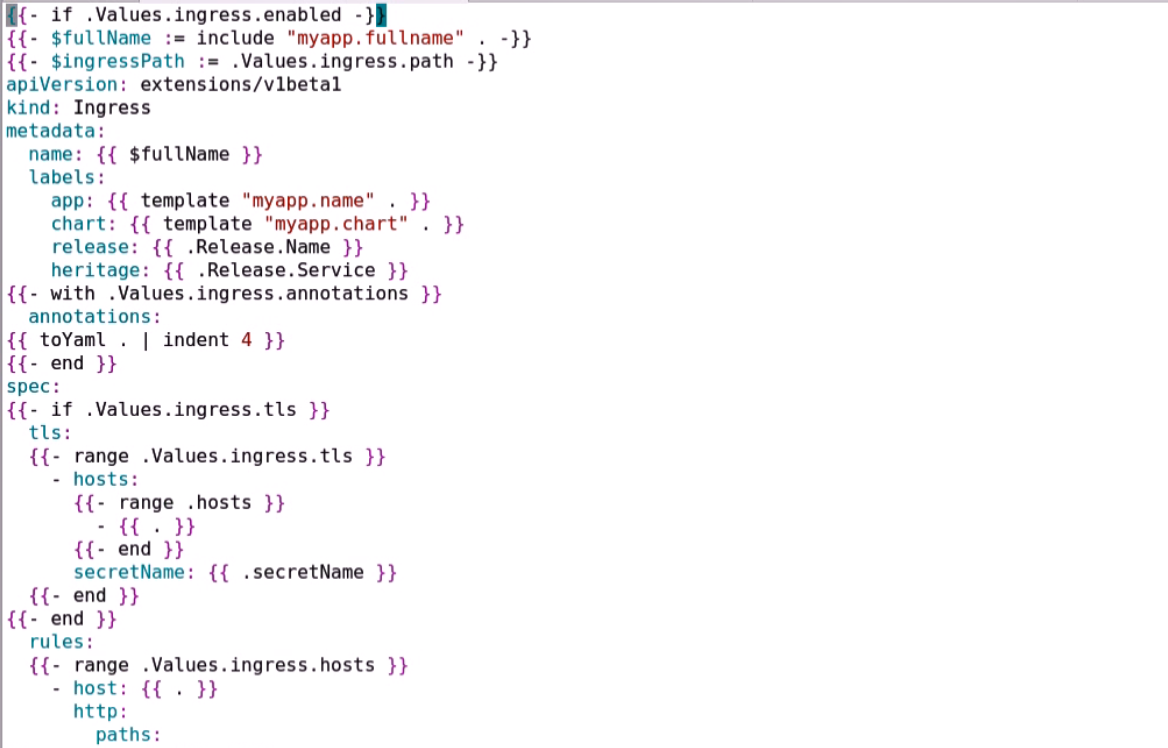 {{- if .Values.ingress.enabled -}}
{{- $fullName := include "myapp.fullname" . -}}
{{- $ingressPath := .Values.ingress.path -}}
apiVersion: extensions/v1beta1
kind: Ingress
metadata:
  name: {{ $fullName }}
  labels:
    app: {{ template "myapp.name" . }}
    chart: {{ template "myapp.chart" . }}
    release: {{ .Release.Name }}
    heritage: {{ .Release.Service }}
{{- with .Values.ingress.annotations }}
  annotations:
{{ toYaml . | indent 4 }}
{{- end }}
spec:
{{- if .Values.ingress.tls }}
  tls:
  {{- range .Values.ingress.tls }}
    - hosts:
      {{- range .hosts }}
        - {{ . }}
      {{- end }}
      secretName: {{ .secretName }}
  {{- end }}
{{- end }}
  rules:
  {{- range .Values.ingress.hosts }}
    - host: {{ . }}
      http:
        paths: